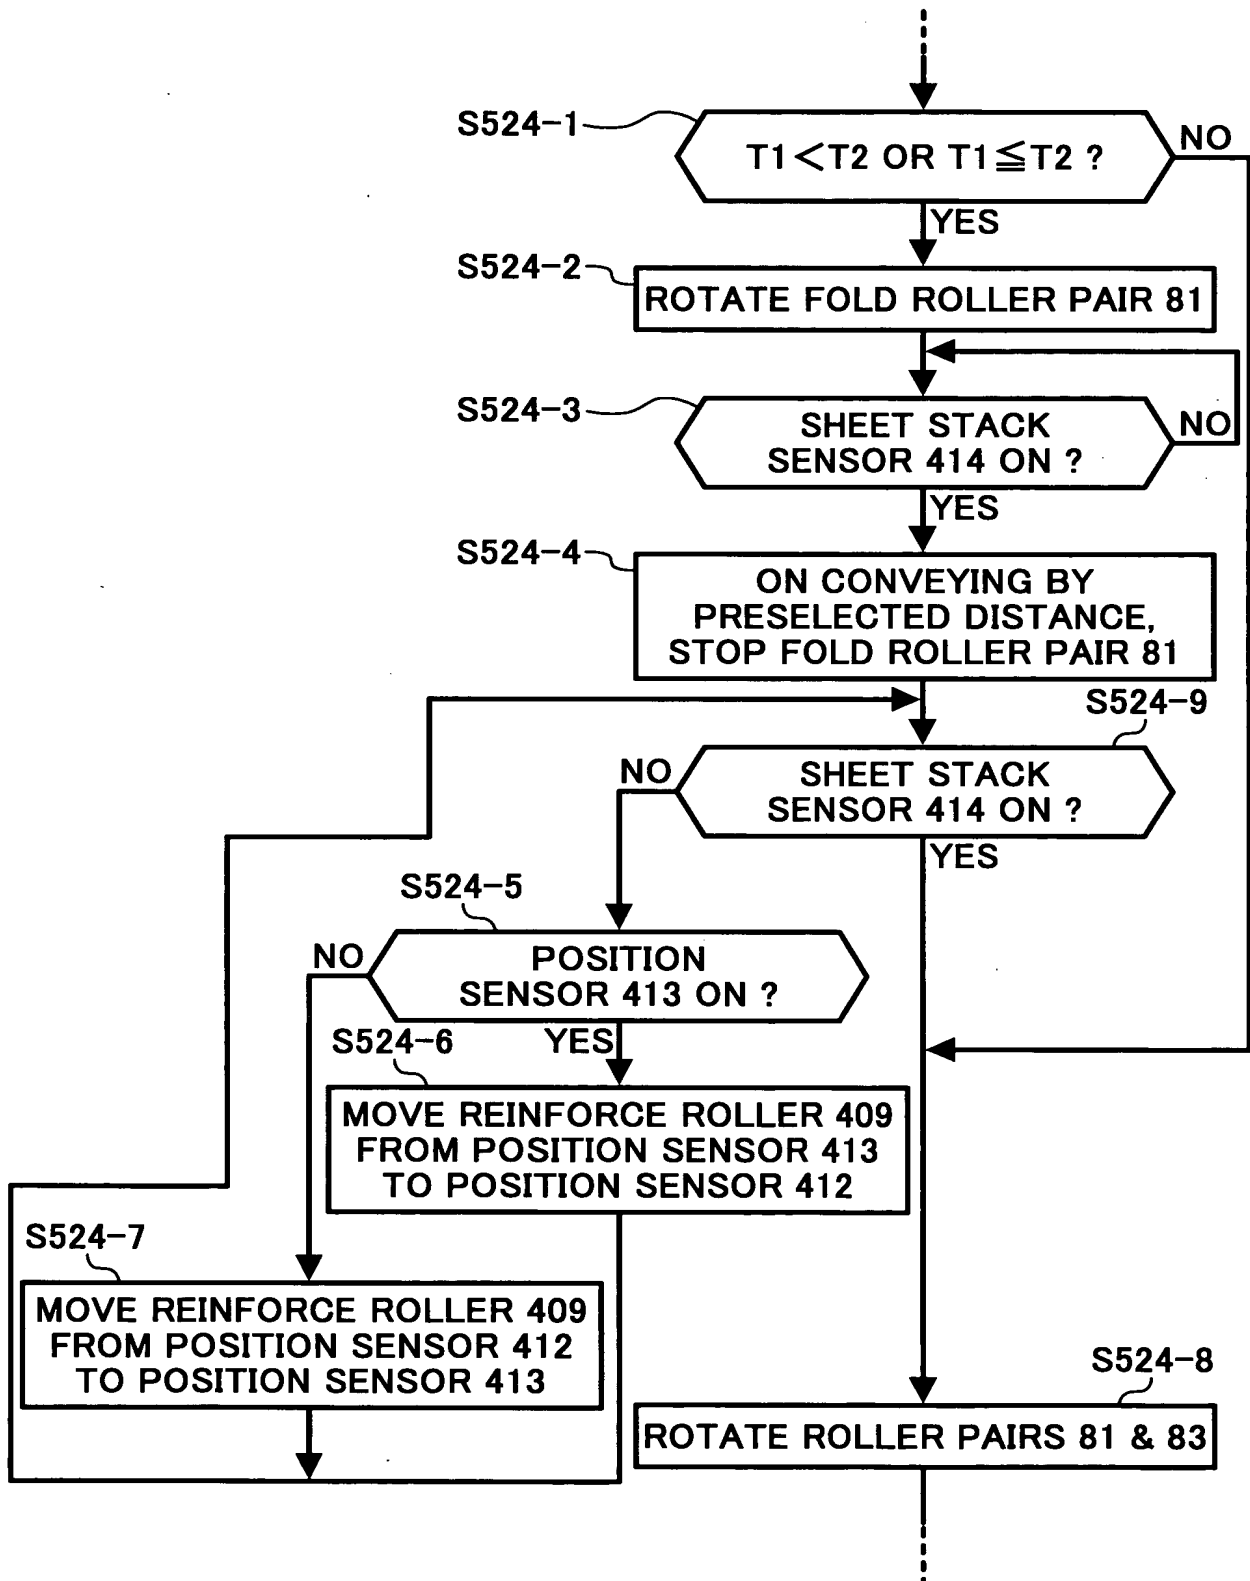 S524-1
T1<T2 OR T1≦T2 ?
NO
YES
S524-2
ROTATE FOLD ROLLER PAIR 81
S524-3
SHEET STACK
SENSOR 414 ON ?
NO
YES
S524-4
ON CONVEYING BY
PRESELECTED DISTANCE,
STOP FOLD ROLLER PAIR 81
S524-9
NO
SHEET STACK
SENSOR 414 ON ?
YES
S524-5
NO
POSITION
SENSOR 413 ON ?
YES
S524-6
MOVE REINFORCE ROLLER 409
FROM POSITION SENSOR 413
TO POSITION SENSOR 412
S524-7
MOVE REINFORCE ROLLER 409
FROM POSITION SENSOR 412
TO POSITION SENSOR 413
S524-8
ROTATE ROLLER PAIRS 81 & 83